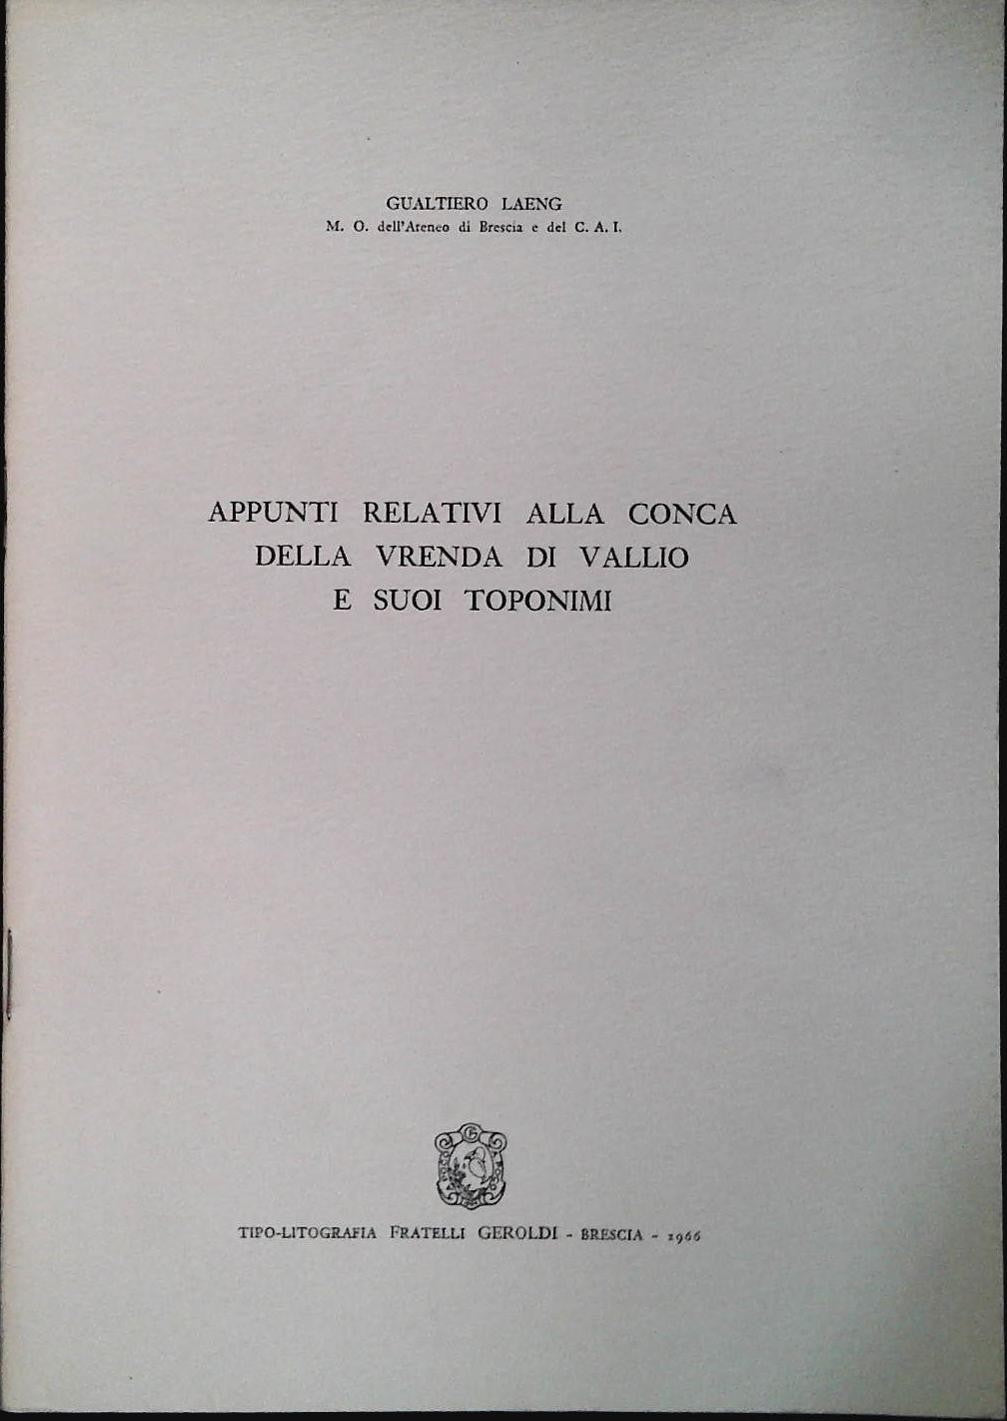 GUALTIERO LAENG
M. O. dell'Ateneo di Brescia e del C. A. I.
APPUNTI RELATIVI ALLA CONCA
DELLA VRENDA DI VALLIO
E SUOI TOPONIMI
G
TIPO-LITOGRAFIA FRATELLI GEROLDI - BRESCIA - 1966